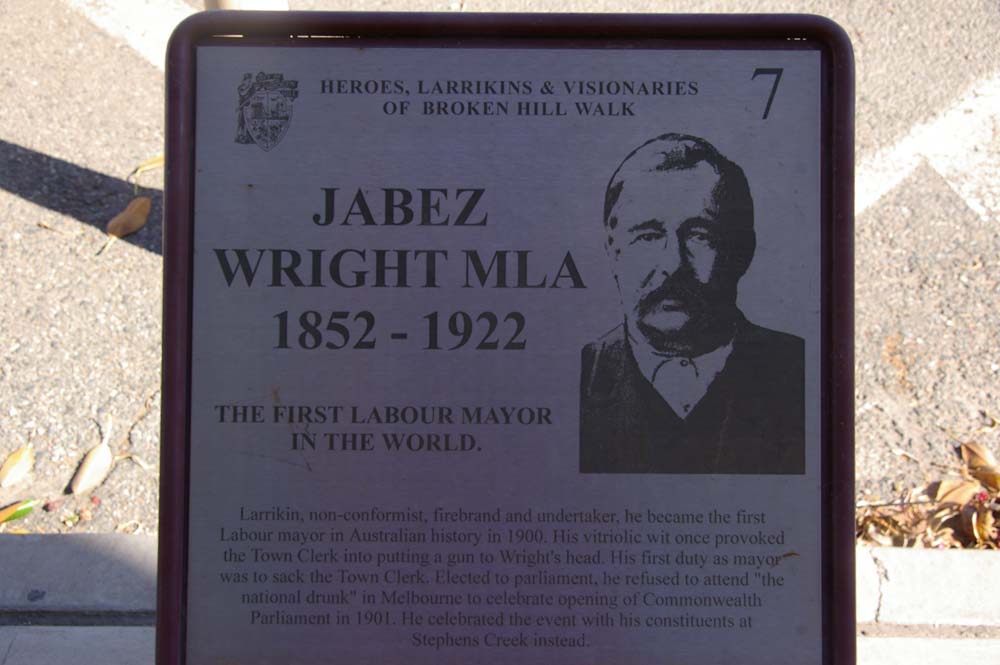 HEROES, LARRIKINS & VISIONARIES
OF BROKEN HILL WALK
7
JABEZ
WRIGHT MLA
1852 - 1922
THE FIRST LABOUR MAYOR
IN THE WORLD.
Larrikin, non-conformist, firebrand and undertaker, he became the first
Labour mayor in Australian history in 1900. His vitriolic wit once provoked
the Town Clerk into putting a gun to Wright's head. His first duty as mayor
was to sack the Town Clerk. Elected to parliament, he refused to attend "the
national drunk" in Melbourne to celebrate opening of Commonwealth
Parliament in 1901. He celebrated the event with his constituents at
Stephens Creek instead.